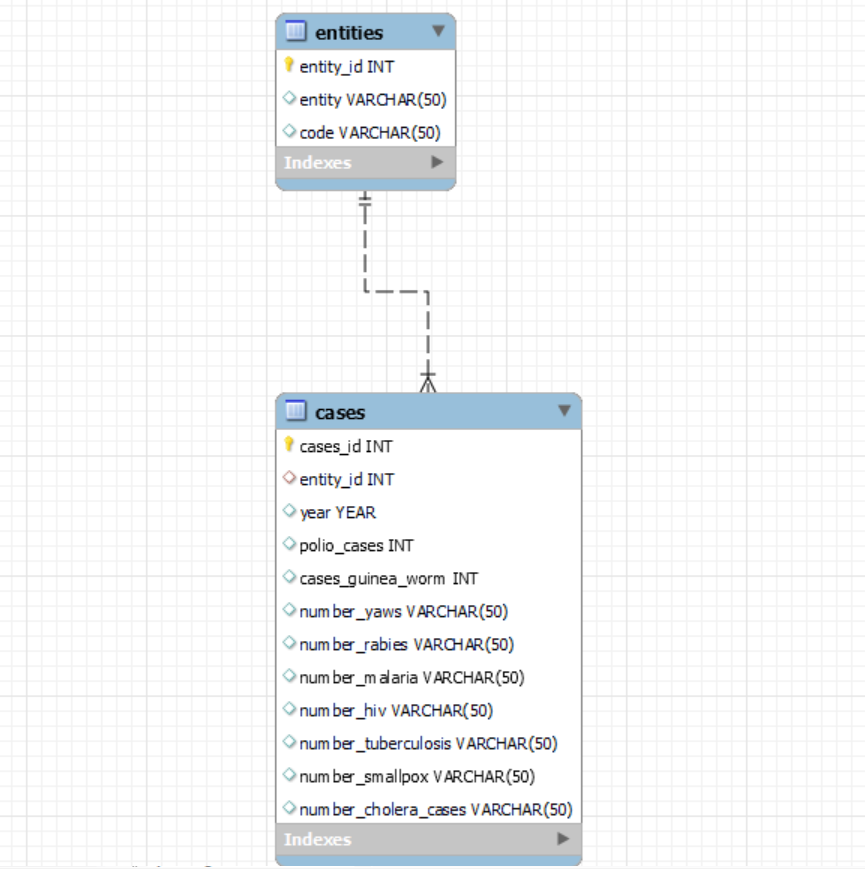 entities
entity_id INT
entity VARCHAR(50)
code VARCHAR(50)
Indexes
cases
cases_id INT
entity_id INT
year YEAR
polio_cases INT
cases_guinea_worm INT
number_yaws VARCHAR(50)
number_rabies VARCHAR(50)
number_malaria VARCHAR(50)
number_hiv VARCHAR(50)
number_tuberculosis VARCHAR(50)
number_smallpox VARCHAR(50)
number_cholera_cases VARCHAR(50)
Indexes